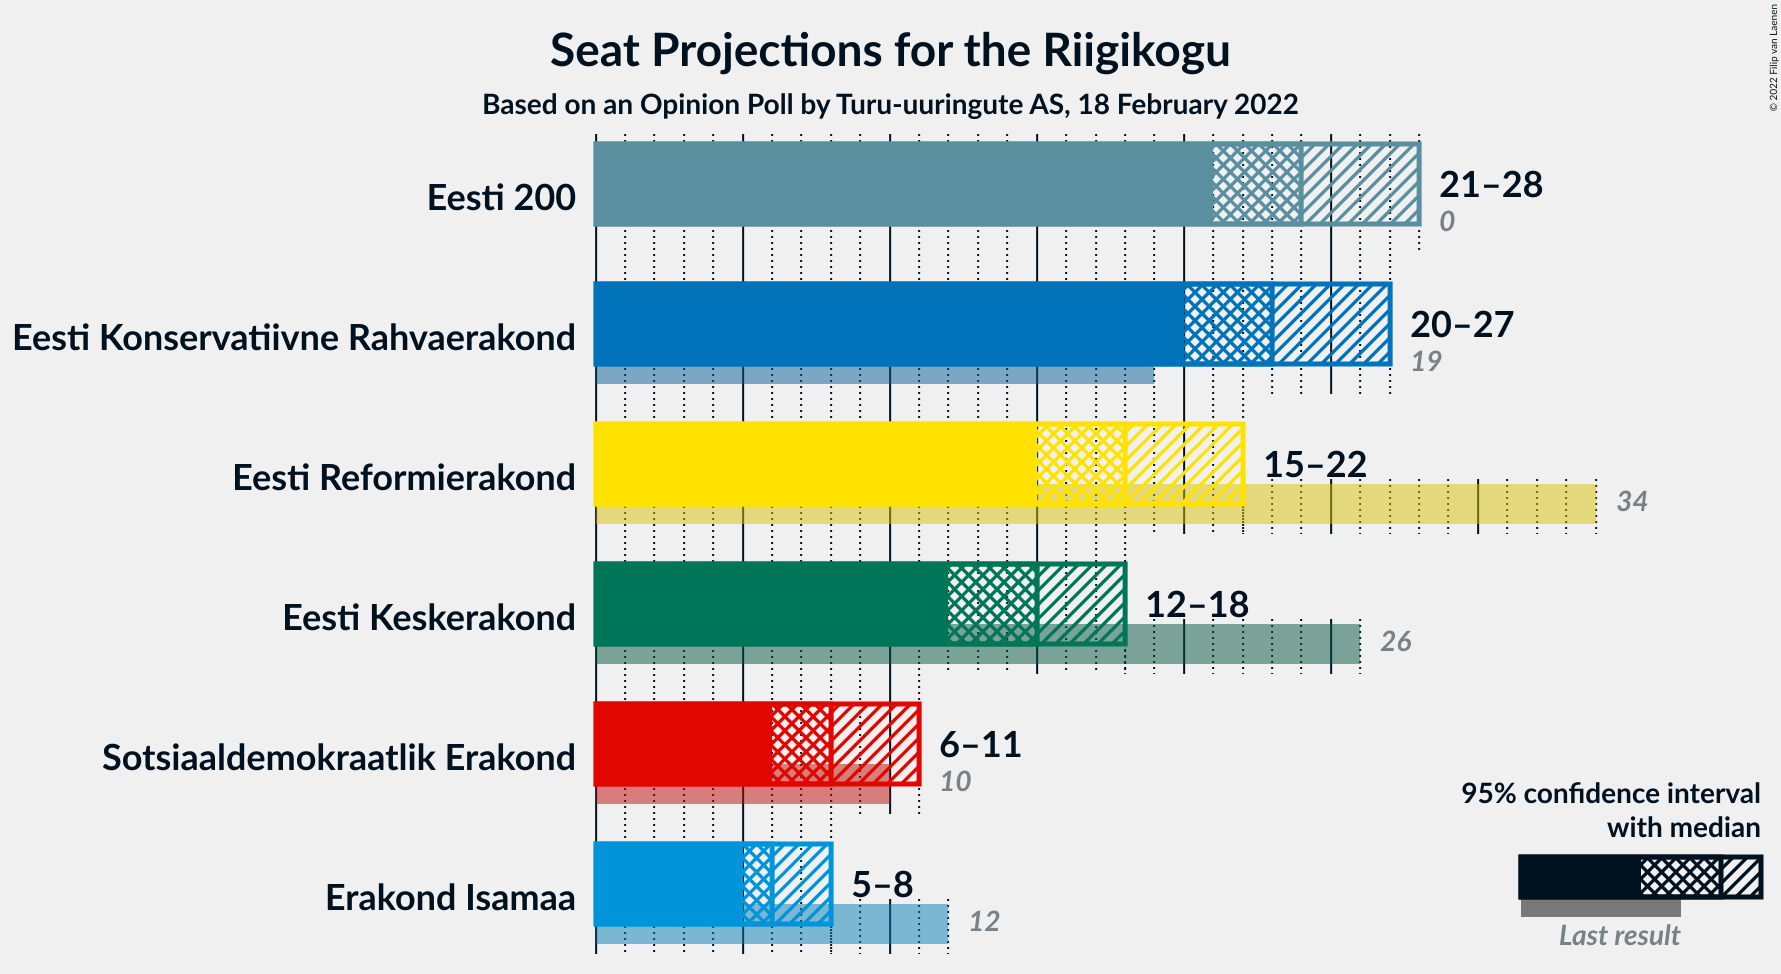 Seat Projections for the Riigikogu
Based on an Opinion Poll by Turu-uuringute AS, 18 February 2022
© 2022 Filip van Laenen
Eesti 200
21–28
0
Eesti Konservatiivne Rahvaerakond
20–27
19
Eesti Reformierakond
15–22
34
Eesti Keskerakond
12–18
26
Sotsiaaldemokraatlik Erakond
6–11
10
Erakond Isamaa
5–8
12
95% confidence interval
with median
Last result